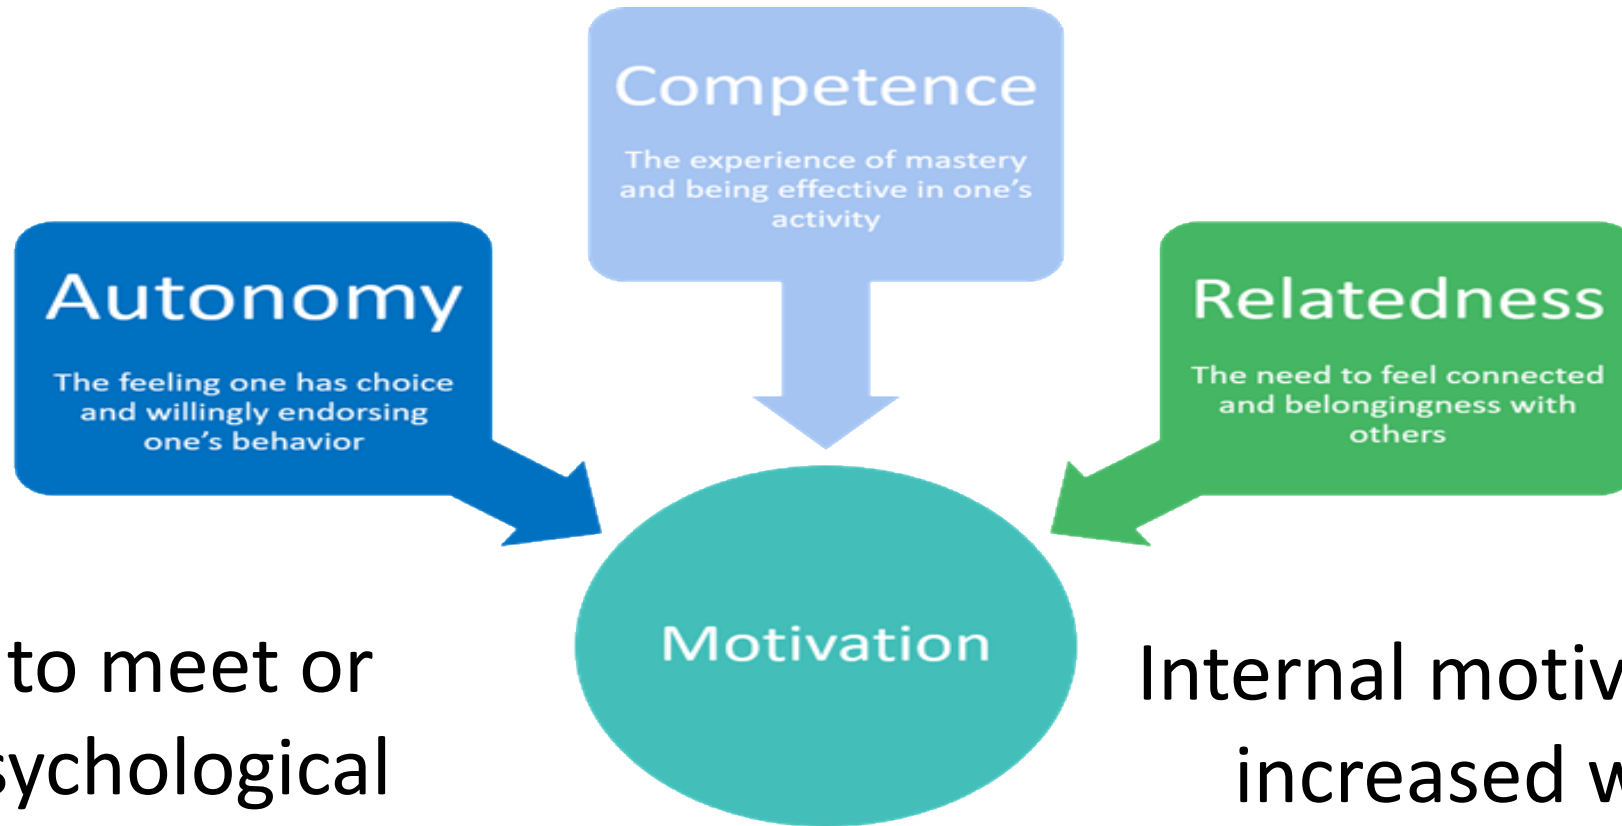 Competence
The experience of mastery
and being effective in one's
activity
Autonomy
The feeling one has choice
and willingly endorsing
one's behavior
Relatedness
The need to feel connected
and belongingness with
others
Motivation
to meet or
sychological
Internal motiv
increased w